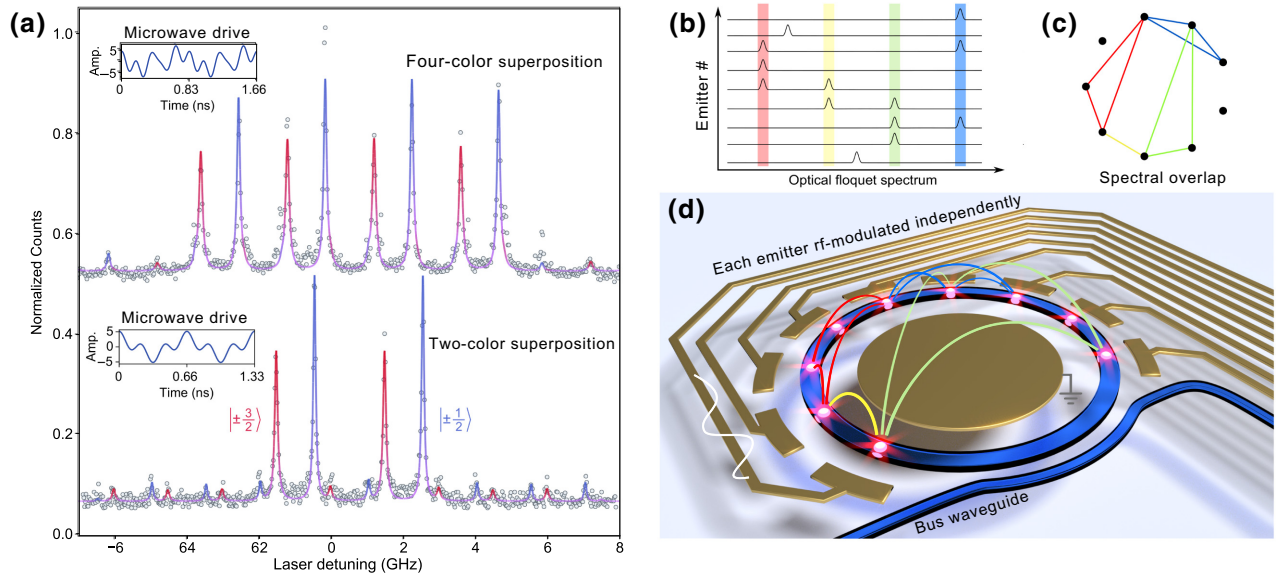 (a)
Microwave drive
Amp.
5
0
−5
0
0.83
1.66
Time (ns)
Four-color superposition
1.0
0.8
0.6
0.4
0.2
0.0
Normalized Counts
Microwave drive
Amp.
5
0
−5
0
0.66
1.33
Time (ns)
Two-color superposition
|±3/2⟩
|±1/2⟩
−6
64
62
0
2
4
6
8
Laser detuning (GHz)
(b)
Emitter #
Optical floquet spectrum
(c)
Spectral overlap
(d)
Each emitter rf-modulated independently
Bus waveguide